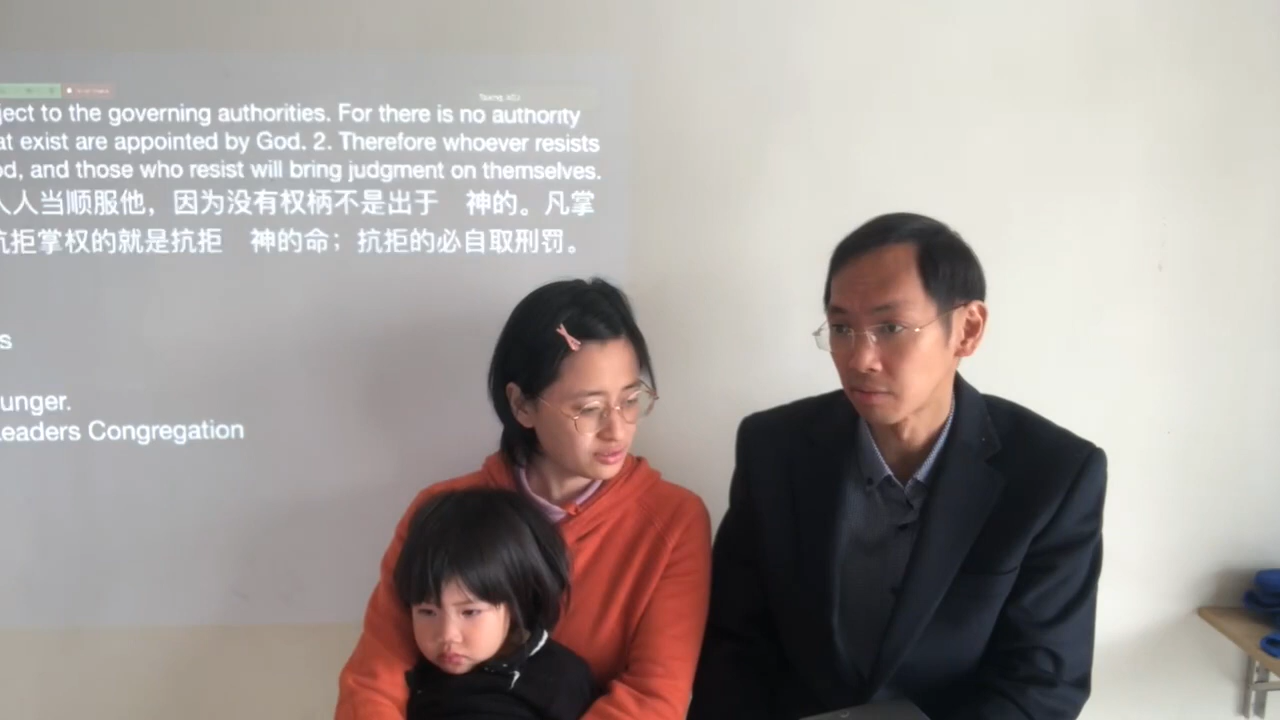 ject to the governing authorities. For there is no authority
at exist are appointed by God. 2. Therefore whoever resists
od, and those who resist will bring judgment on themselves.
人人当顺服他，因为没有权柄不是出于　神的。凡掌
抗拒掌权的就是抗拒　神的命；抗拒的必自取刑罚。
s
unger.
Leaders Congregation